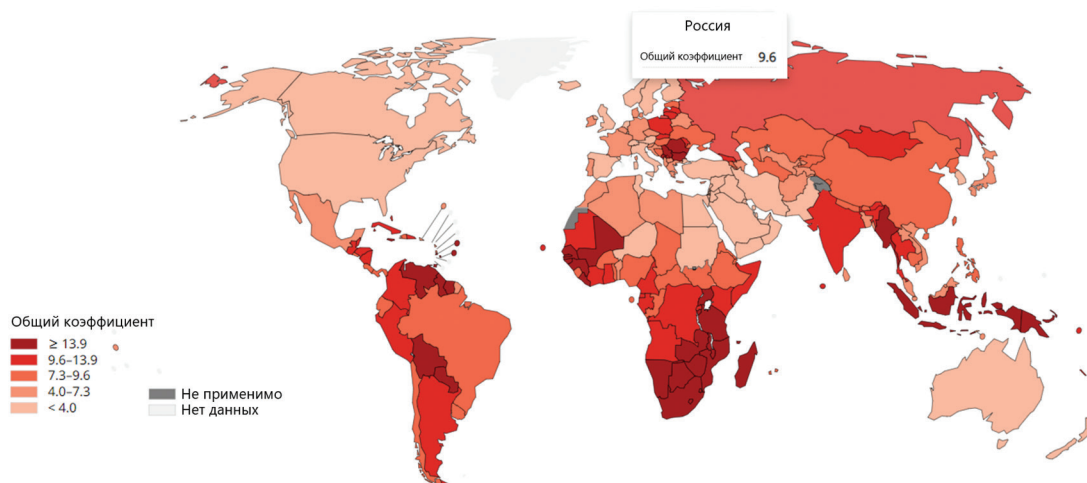 Россия
Общий коэффициент 9.6
Общий коэффициент
≥ 13.9
9.6–13.9
7.3–9.6
4.0–7.3
< 4.0
Не применимо
Нет данных